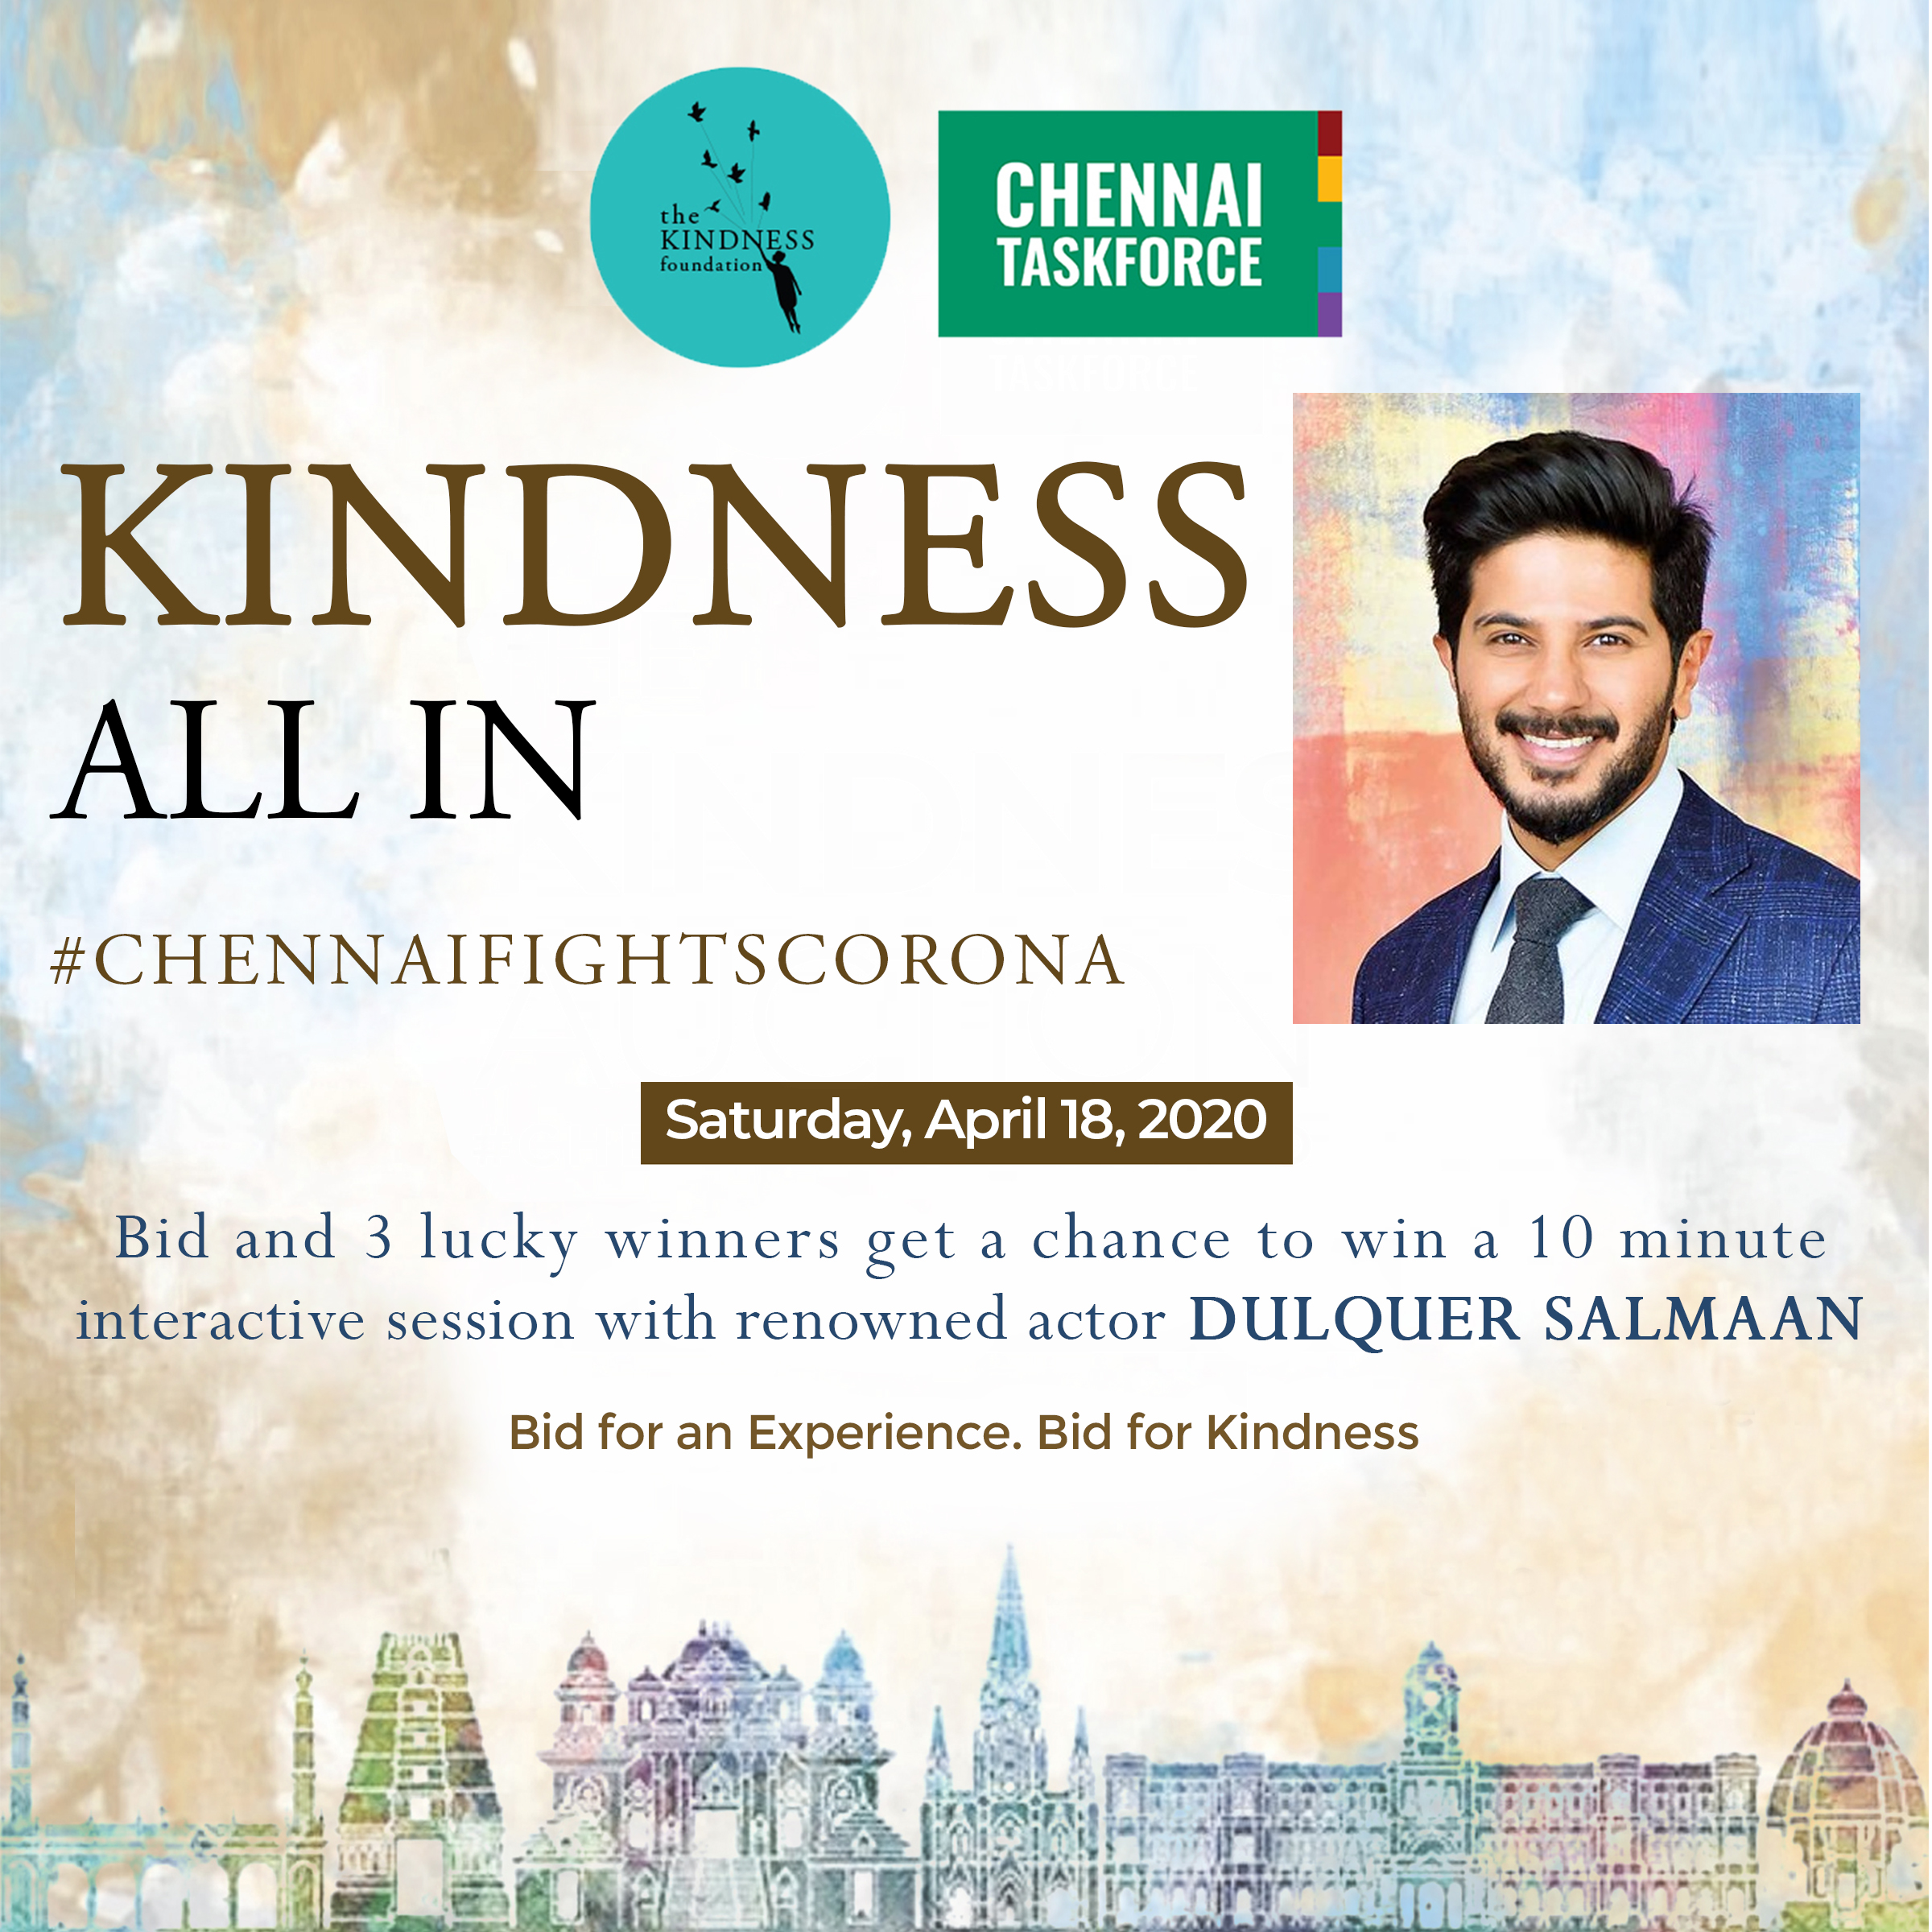 the
KINDNESS
foundation
CHENNAI
TASKFORCE
KINDNESS
ALL IN
#CHENNAIFIGHTSCORONA
Saturday, April 18, 2020
Bid and 3 lucky winners get a chance to win a 10 minute
interactive session with renowned actor DULQUER SALMAAN
Bid for an Experience. Bid for Kindness